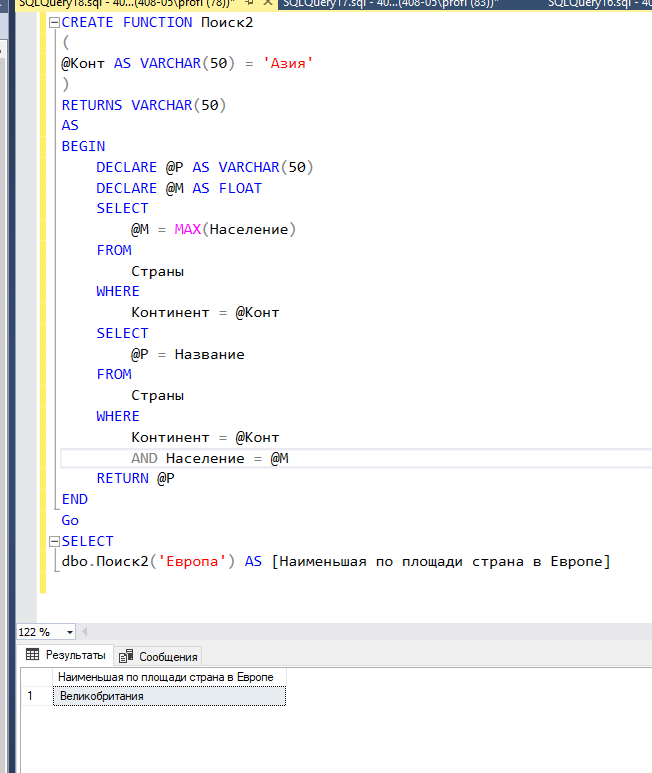 SQLQuery18.sql - 40...(408-05\profi (78))*
SQLQuery17.sql - 40...(408-05\profi (83))*
SQLQuery16.sql - 40
CREATE FUNCTION Поиск2
(
@Конт AS VARCHAR(50) = 'Азия'
)
RETURNS VARCHAR(50)
AS
BEGIN
DECLARE @P AS VARCHAR(50)
DECLARE @M AS FLOAT
SELECT
@M = MAX(Население)
FROM
Страны
WHERE
Континент = @Конт
SELECT
@P = Название
FROM
Страны
WHERE
Континент = @Конт
AND Население = @M
RETURN @P
END
Go
SELECT
dbo.Поиск2('Европа') AS [Наименьшая по площади страна в Европе]
122 %
Результаты
Сообщения
Наименьшая по площади страна в Европе
1 Великобритания